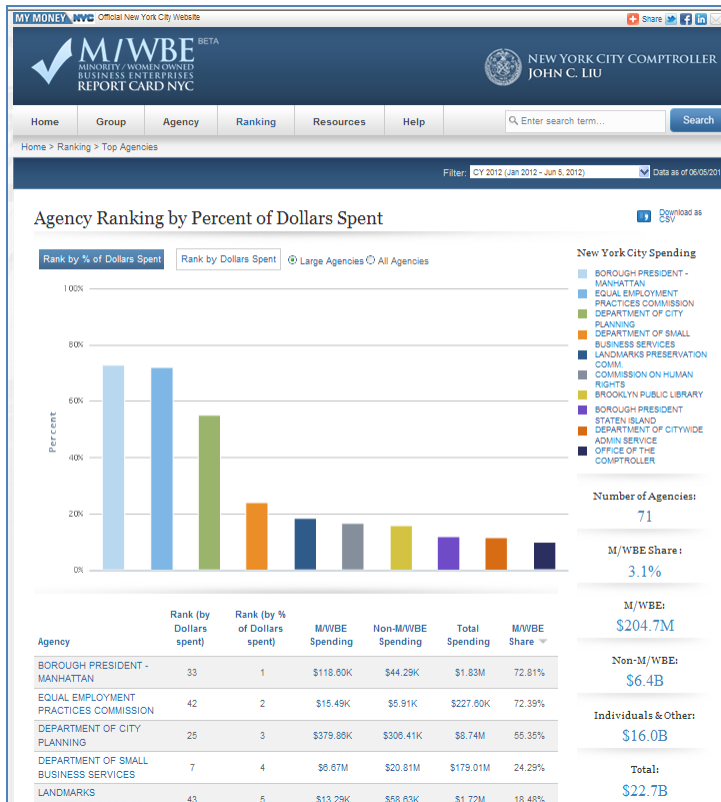 MY MONEY NYC Official New York City Website
Share
M/WBE BETA
MINORITY / WOMEN OWNED
BUSINESS ENTERPRISES
REPORT CARD NYC
NEW YORK CITY COMPTROLLER
JOHN C. LIU
Home Group Agency Ranking Resources Help
Enter search term... Search
Home > Ranking > Top Agencies
Filter: CY 2012 (Jan 2012 - Jun 5, 2012) Data as of 06/05/201
Agency Ranking by Percent of Dollars Spent
Download as
CSV
Rank by % of Dollars Spent Rank by Dollars Spent Large Agencies All Agencies
100%
80%
60%
40%
20%
0%
Percent
New York City Spending
BOROUGH PRESIDENT -
MANHATTAN
EQUAL EMPLOYMENT
PRACTICES COMMISSION
DEPARTMENT OF CITY
PLANNING
DEPARTMENT OF SMALL
BUSINESS SERVICES
LANDMARKS PRESERVATION
COMM.
COMMISSION ON HUMAN
RIGHTS
BROOKLYN PUBLIC LIBRARY
BOROUGH PRESIDENT
STATEN ISLAND
DEPARTMENT OF CITYWIDE
ADMIN SERVICE
OFFICE OF THE
COMPTROLLER
Number of Agencies:
71
M/WBE Share:
3.1%
M/WBE:
$204.7M
Non-M/WBE:
$6.4B
Individuals & Other:
$16.0B
Total:
$22.7B
Agency Rank (by Dollars spent) Rank (by % of Dollars spent) M/WBE Spending Non-M/WBE Spending Total Spending M/WBE Share
BOROUGH PRESIDENT -
MANHATTAN 33 1 $118.60K $44.29K $1.83M 72.81%
EQUAL EMPLOYMENT
PRACTICES COMMISSION 42 2 $15.49K $5.91K $227.60K 72.39%
DEPARTMENT OF CITY
PLANNING 25 3 $379.86K $306.41K $8.74M 55.35%
DEPARTMENT OF SMALL
BUSINESS SERVICES 7 4 $6.67M $20.81M $179.01M 24.29%
LANDMARKS 43 5 $13.29K $58.63K $1.72M 18.48%